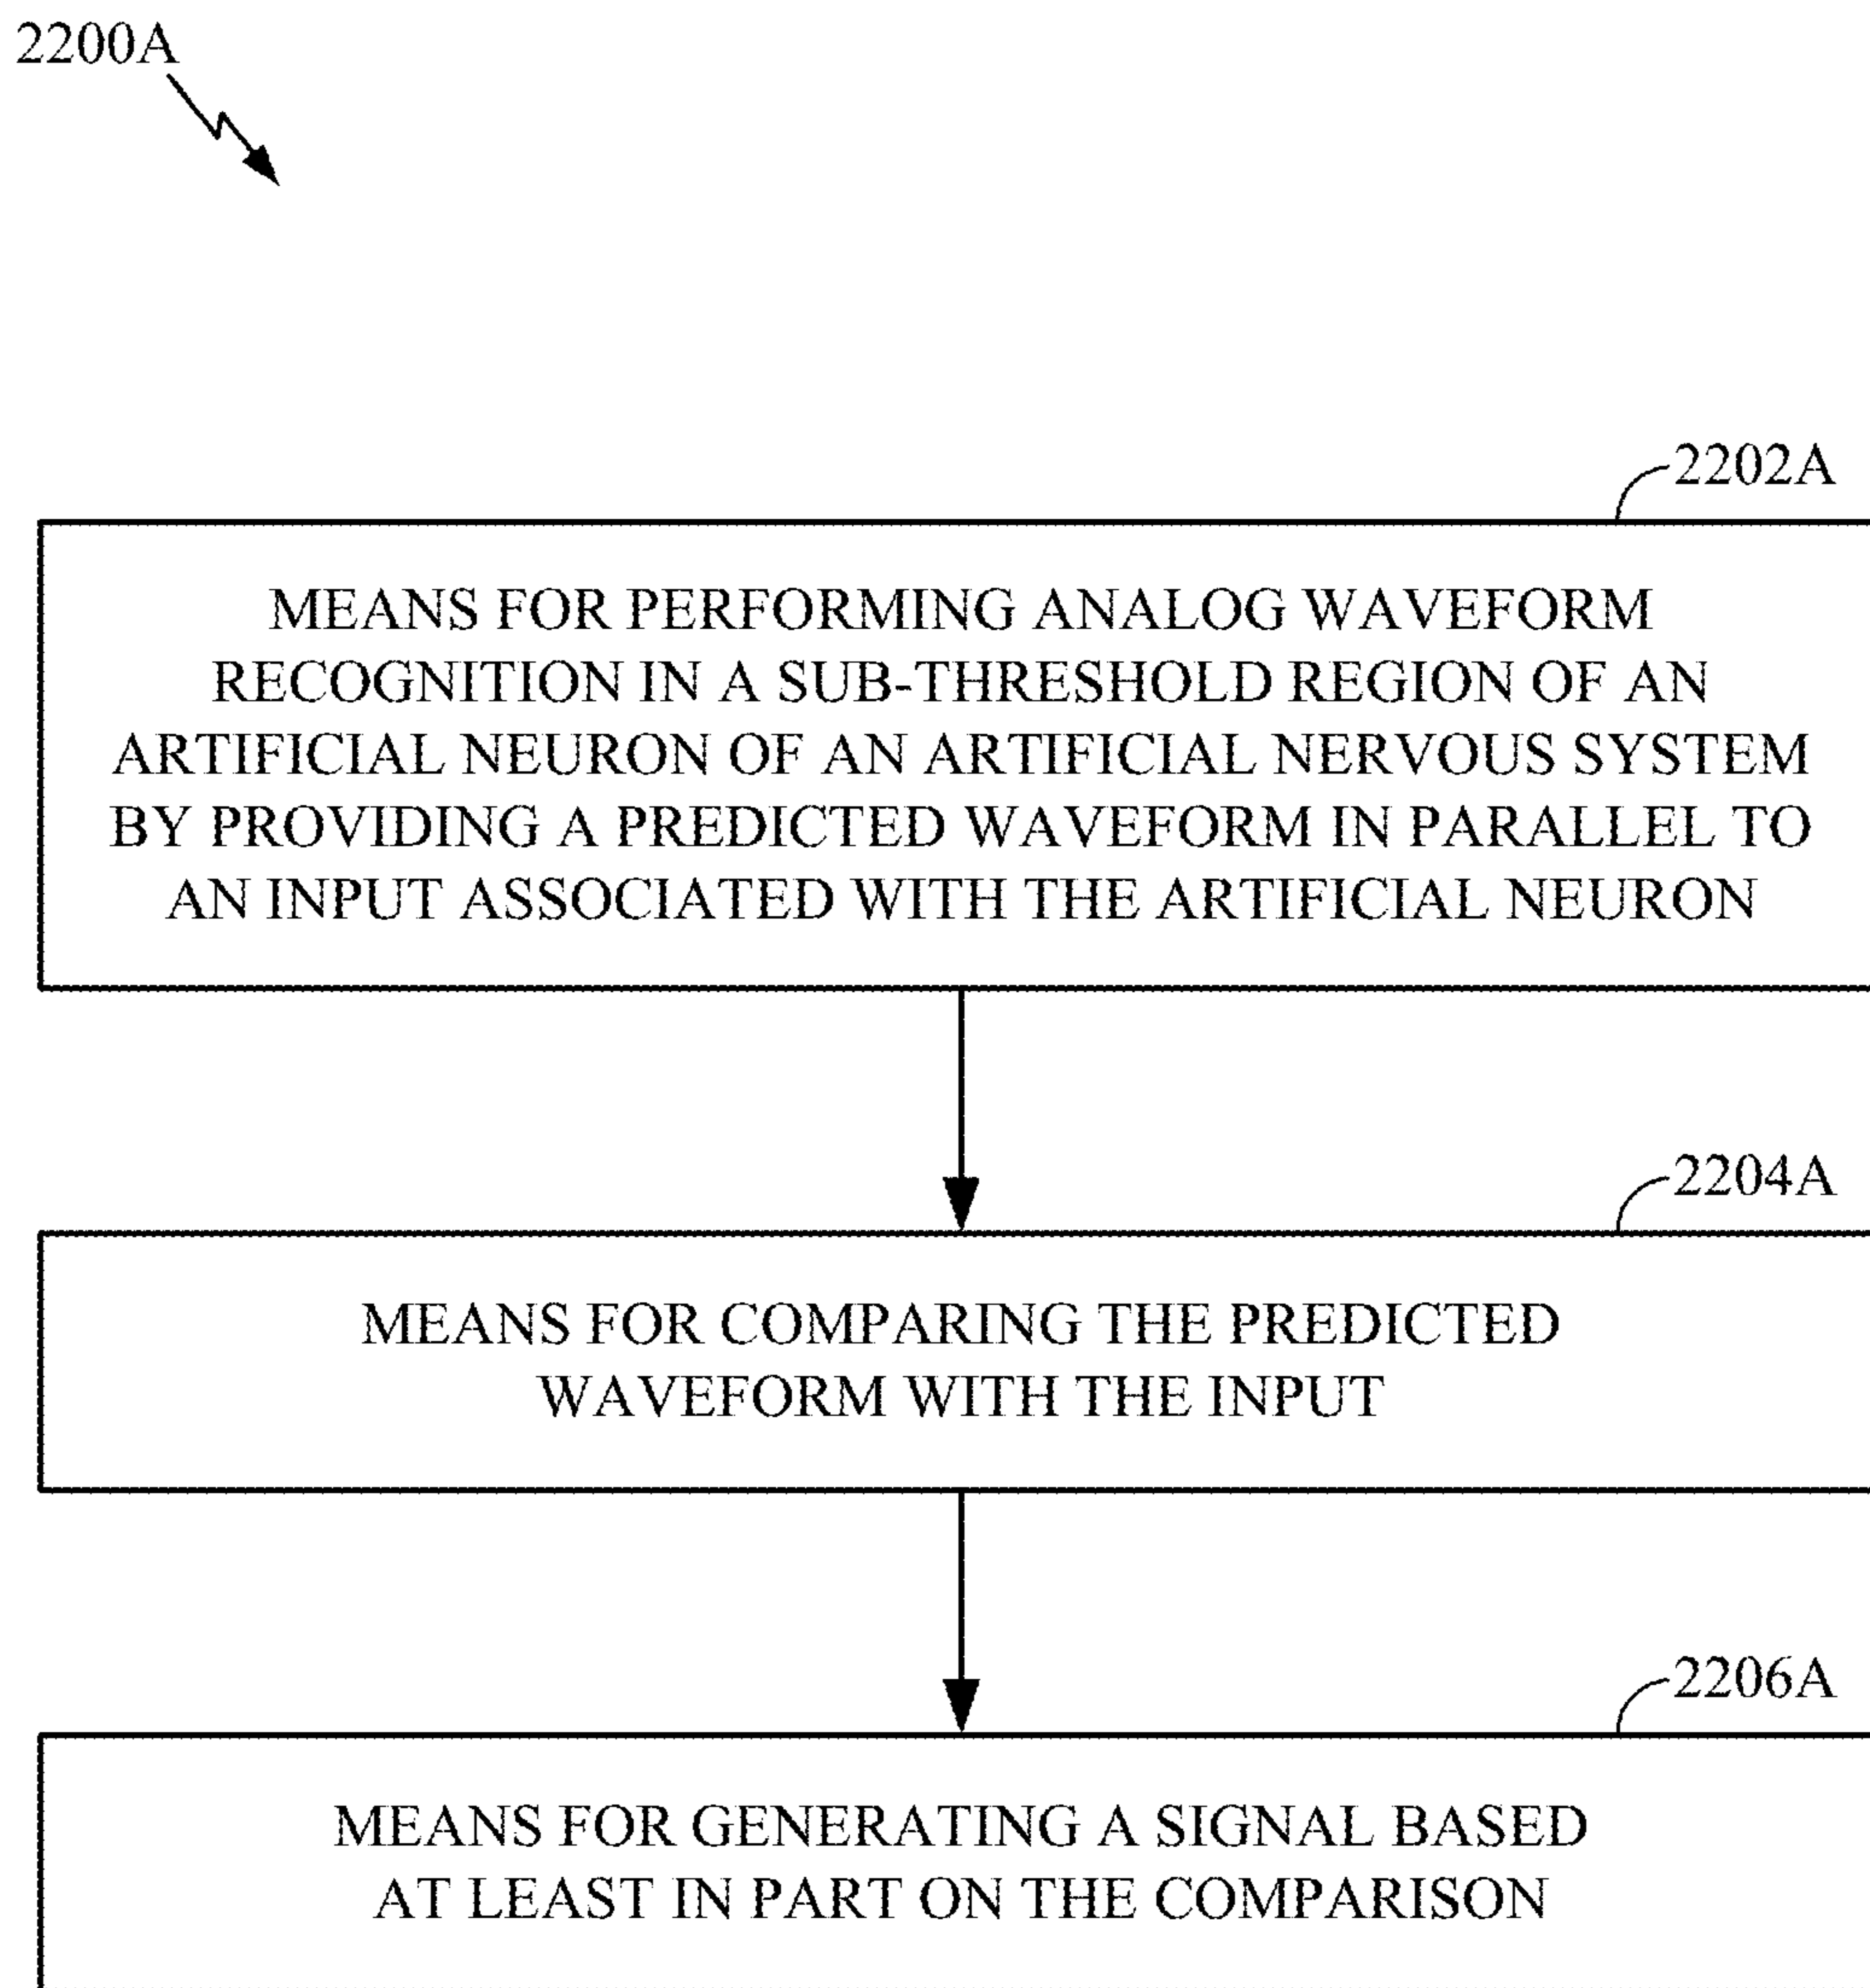 2200A
2202A
MEANS FOR PERFORMING ANALOG WAVEFORM
RECOGNITION IN A SUB-THRESHOLD REGION OF AN
ARTIFICIAL NEURON OF AN ARTIFICIAL NERVOUS SYSTEM
BY PROVIDING A PREDICTED WAVEFORM IN PARALLEL TO
AN INPUT ASSOCIATED WITH THE ARTIFICIAL NEURON
2204A
MEANS FOR COMPARING THE PREDICTED
WAVEFORM WITH THE INPUT
2206A
MEANS FOR GENERATING A SIGNAL BASED
AT LEAST IN PART ON THE COMPARISON